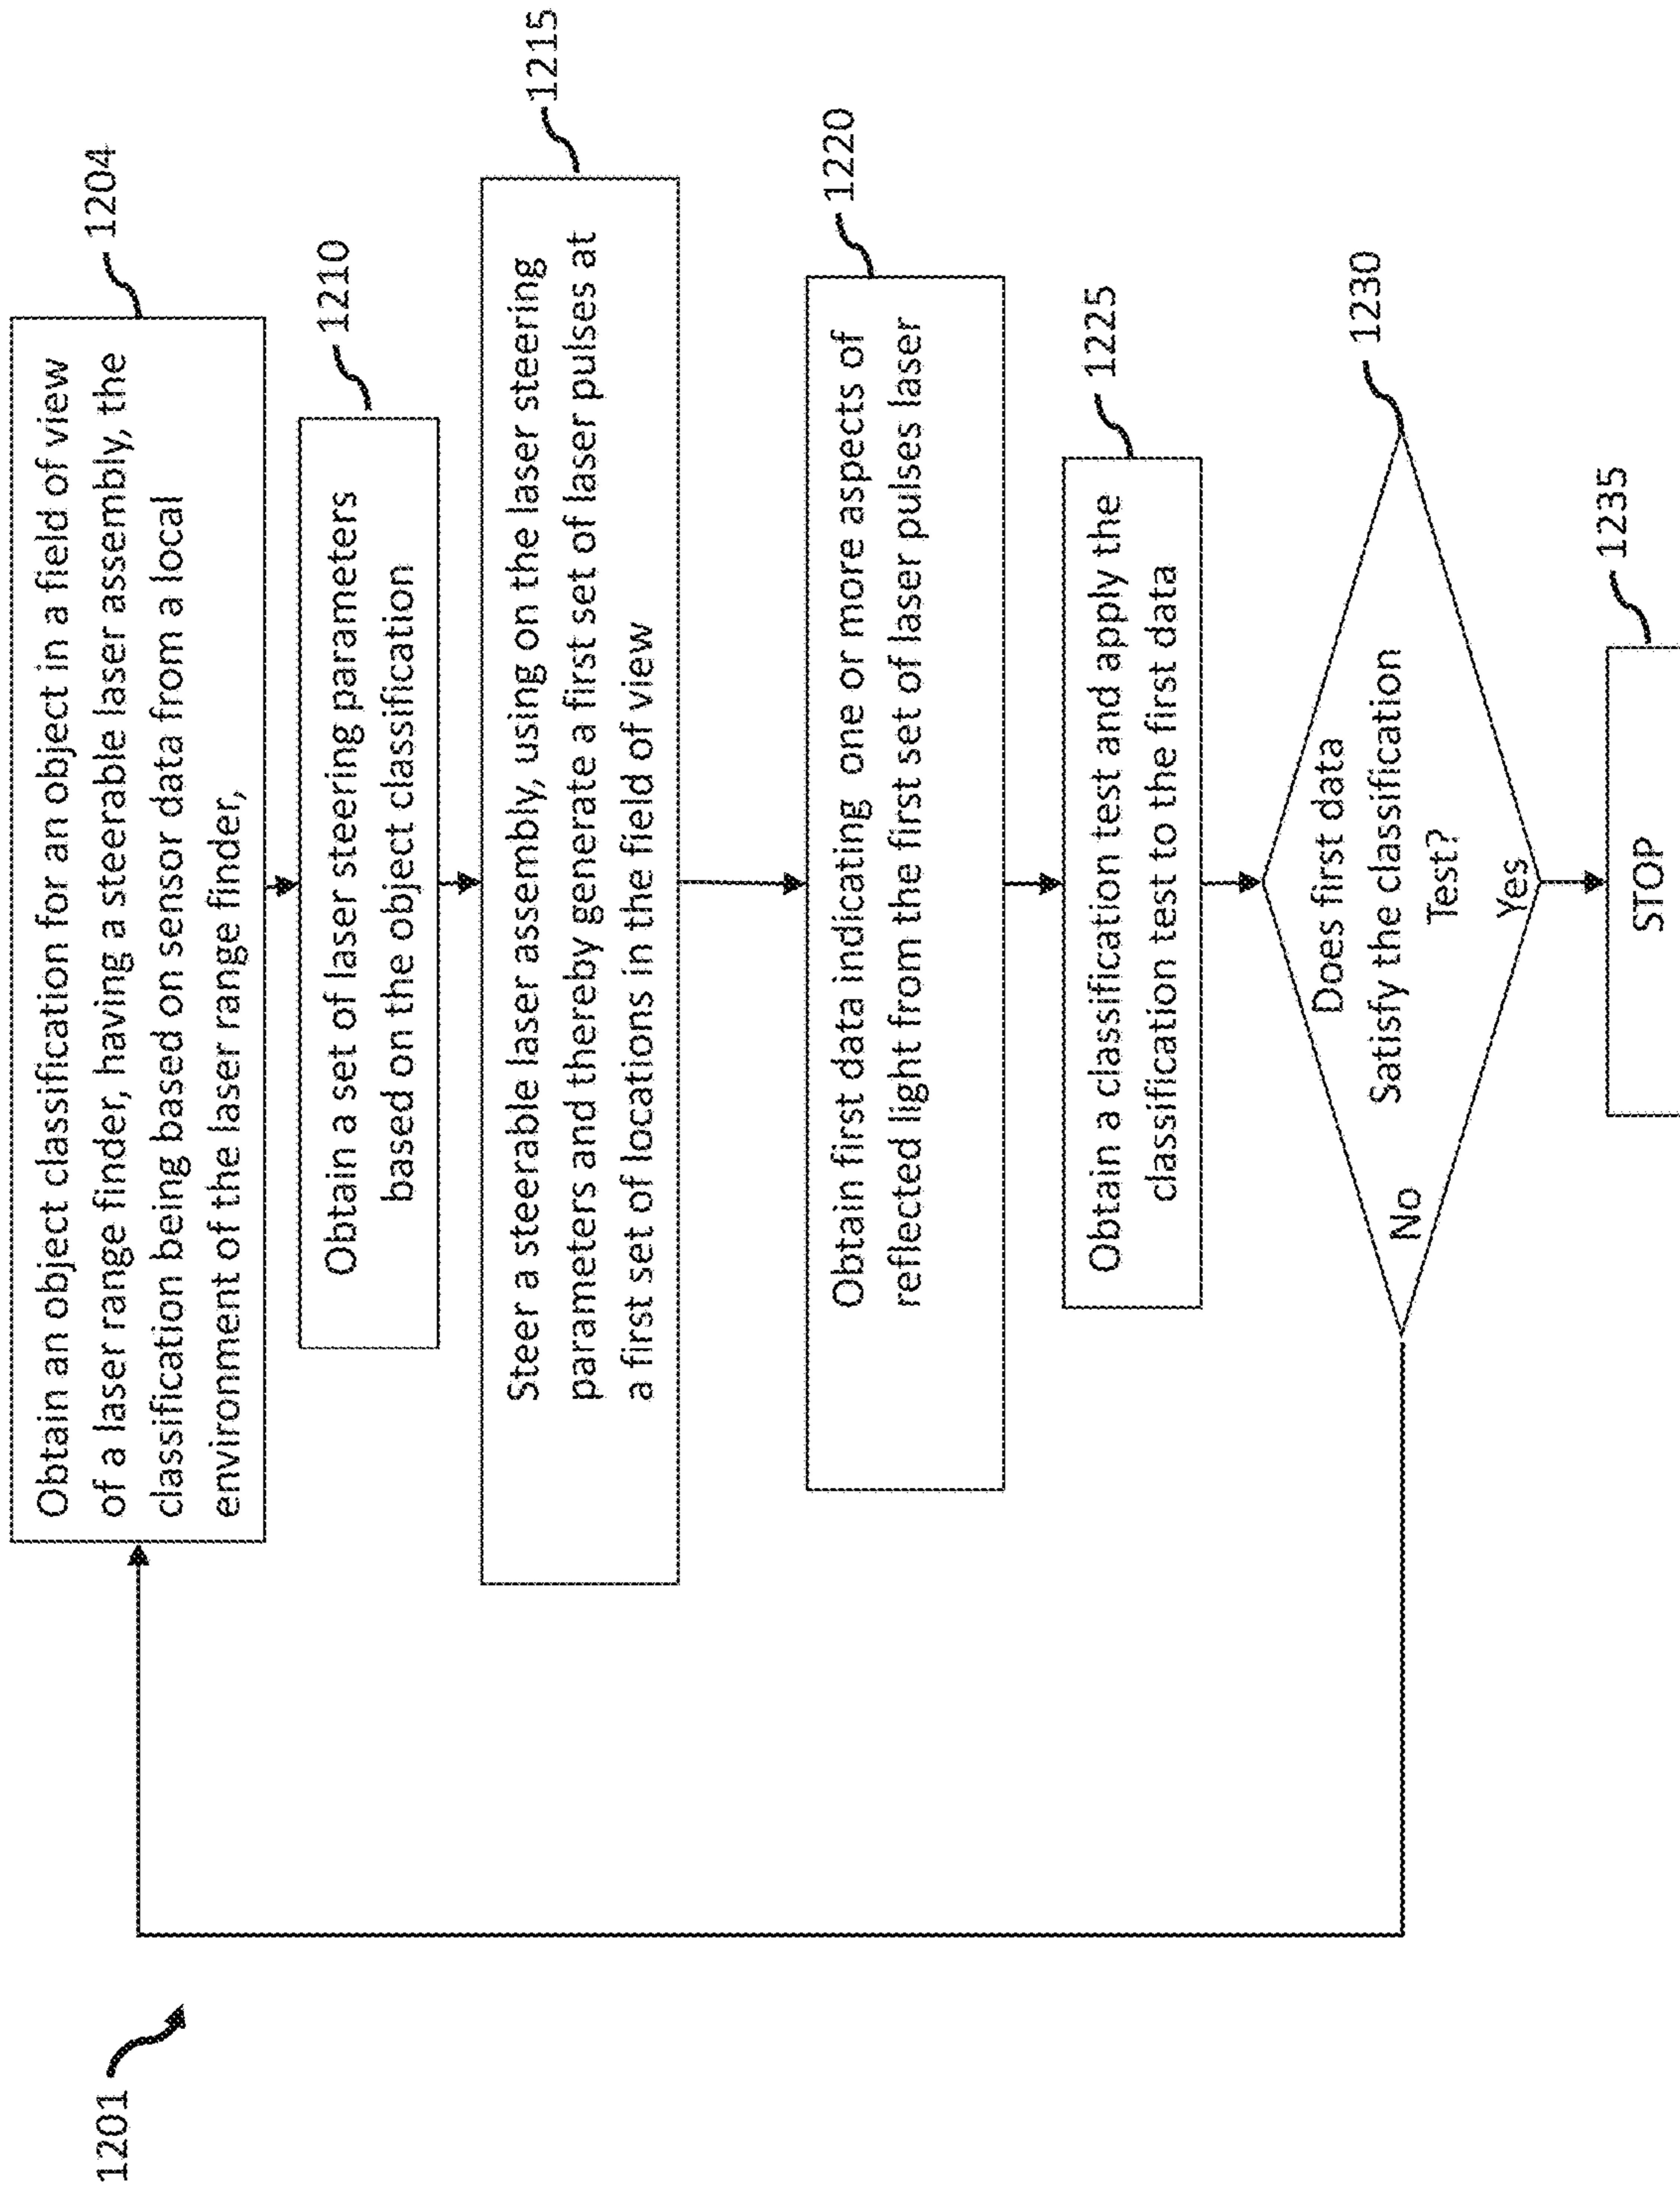 1201
Obtain an object classification for an object in a field of view
of a laser range finder, having a steerable laser assembly, the
classification being based on sensor data from a local
environment of the laser range finder,
1204
Obtain a set of laser steering parameters
based on the object classification
1210
Steer a steerable laser assembly, using on the laser steering
parameters and thereby generate a first set of laser pulses at
a first set of locations in the field of view
1215
Obtain first data indicating one or more aspects of
reflected light from the first set of laser pulses laser
1220
Obtain a classification test and apply the
classification test to the first data
1225
Does first data
Satisfy the classification
Test?
1230
No
Yes
STOP
1235